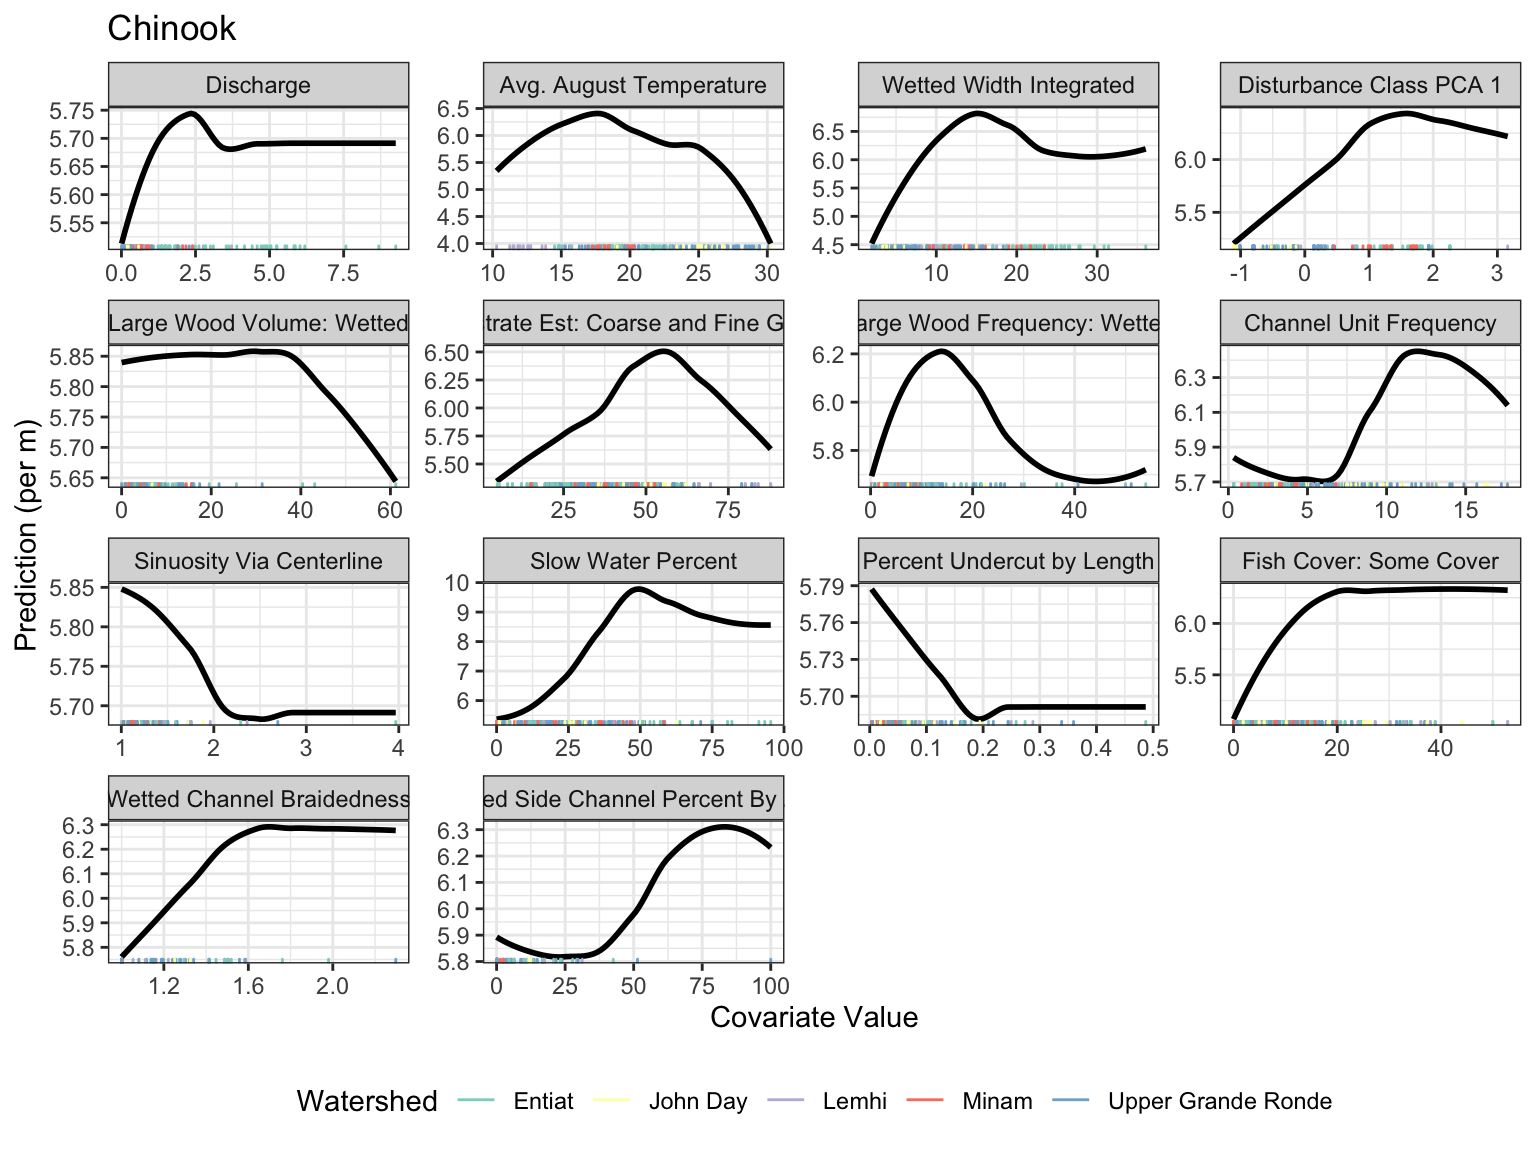 Chinook
Discharge
Avg. August Temperature
Wetted Width Integrated
Disturbance Class PCA 1
5.75
5.70
5.65
5.60
5.55
6.5
6.0
5.5
5.0
4.5
4.0
6.5
6.0
5.5
5.0
4.5
6.0
5.5
0.0 2.5 5.0 7.5
10 15 20 25 30
10 20 30
-1 0 1 2 3
Large Wood Volume: Wetted
trate Est: Coarse and Fine G
arge Wood Frequency: Wette
Channel Unit Frequency
5.85
5.80
5.75
5.70
5.65
6.50
6.25
6.00
5.75
5.50
6.2
6.0
5.8
6.3
6.1
5.9
5.7
0 20 40 60
25 50 75
0 20 40
0 5 10 15
Prediction (per m)
Sinuosity Via Centerline
Slow Water Percent
Percent Undercut by Length
Fish Cover: Some Cover
5.85
5.80
5.75
5.70
10
9
8
7
6
5.79
5.76
5.73
5.70
6.0
5.5
1 2 3 4
0 25 50 75 100
0.0 0.1 0.2 0.3 0.4 0.5
0 20 40
Wetted Channel Braidedness
ed Side Channel Percent By
6.3
6.2
6.1
6.0
5.9
5.8
6.3
6.2
6.1
6.0
5.9
5.8
1.2 1.6 2.0
0 25 50 75 100
Covariate Value
Watershed Entiat John Day Lemhi Minam Upper Grande Ronde